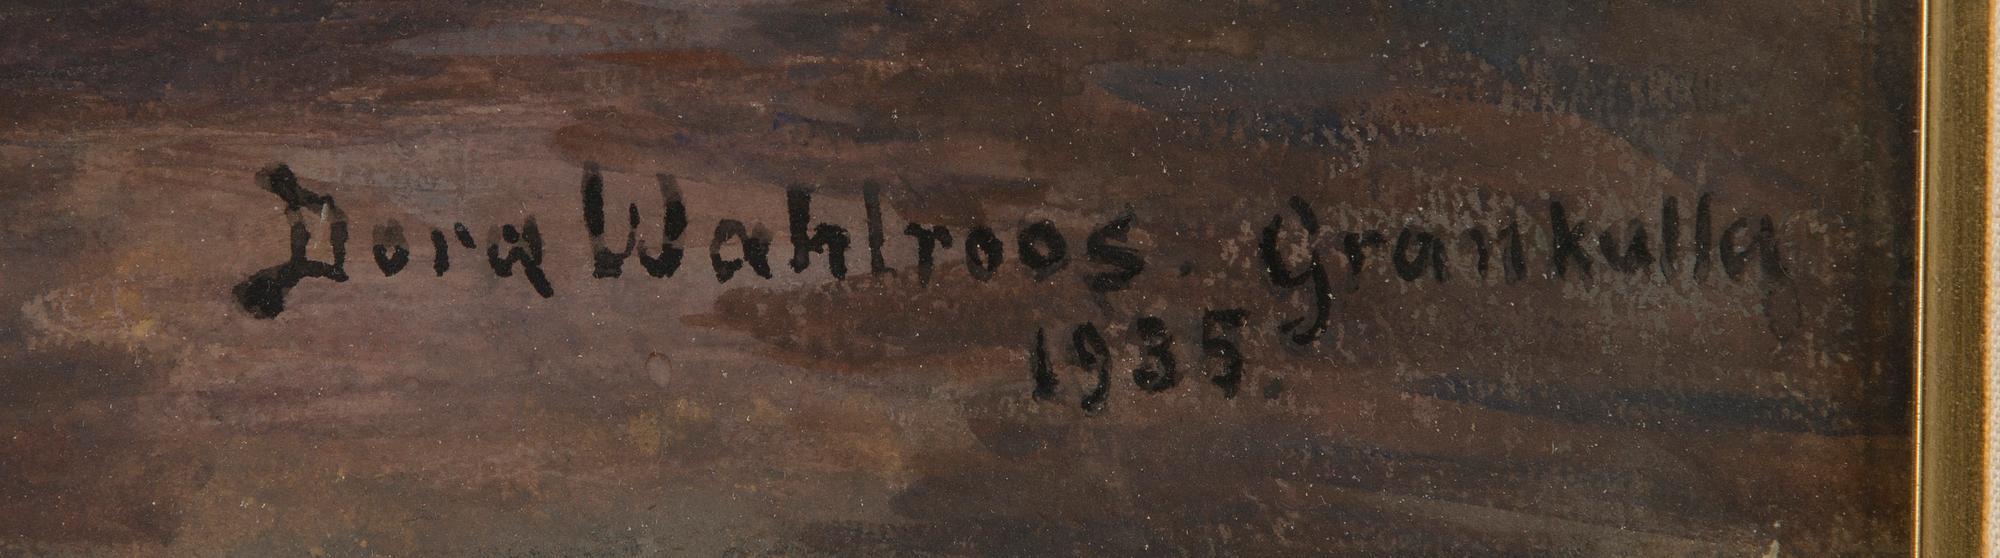 Dora Wahlroos. Grankulla
1935.